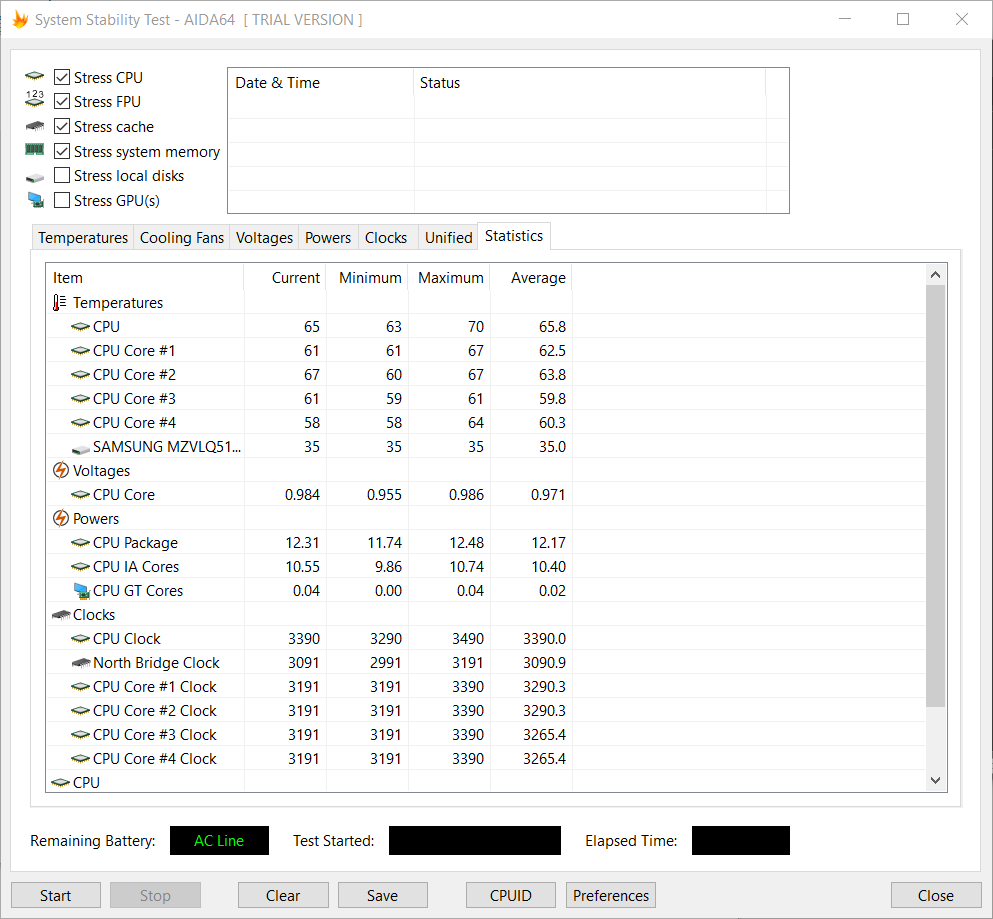 System Stability Test - AIDA64 [ TRIAL VERSION ]
Stress CPU
123
Stress FPU
Stress cache
Stress system memory
Stress local disks
Stress GPU(s)
Date & Time Status
Temperatures Cooling Fans Voltages Powers Clocks Unified Statistics
Item Current Minimum Maximum Average
Temperatures
CPU 65 63 70 65.8
CPU Core #1 61 61 67 62.5
CPU Core #2 67 60 67 63.8
CPU Core #3 61 59 61 59.8
CPU Core #4 58 58 64 60.3
SAMSUNG MZVLQ51... 35 35 35 35.0
Voltages
CPU Core 0.984 0.955 0.986 0.971
Powers
CPU Package 12.31 11.74 12.48 12.17
CPU IA Cores 10.55 9.86 10.74 10.40
CPU GT Cores 0.04 0.00 0.04 0.02
Clocks
CPU Clock 3390 3290 3490 3390.0
North Bridge Clock 3091 2991 3191 3090.9
CPU Core #1 Clock 3191 3191 3390 3290.3
CPU Core #2 Clock 3191 3191 3390 3290.3
CPU Core #3 Clock 3191 3191 3390 3265.4
CPU Core #4 Clock 3191 3191 3390 3265.4
CPU
Remaining Battery: AC Line Test Started: Elapsed Time:
Start Stop Clear Save CPUID Preferences Close